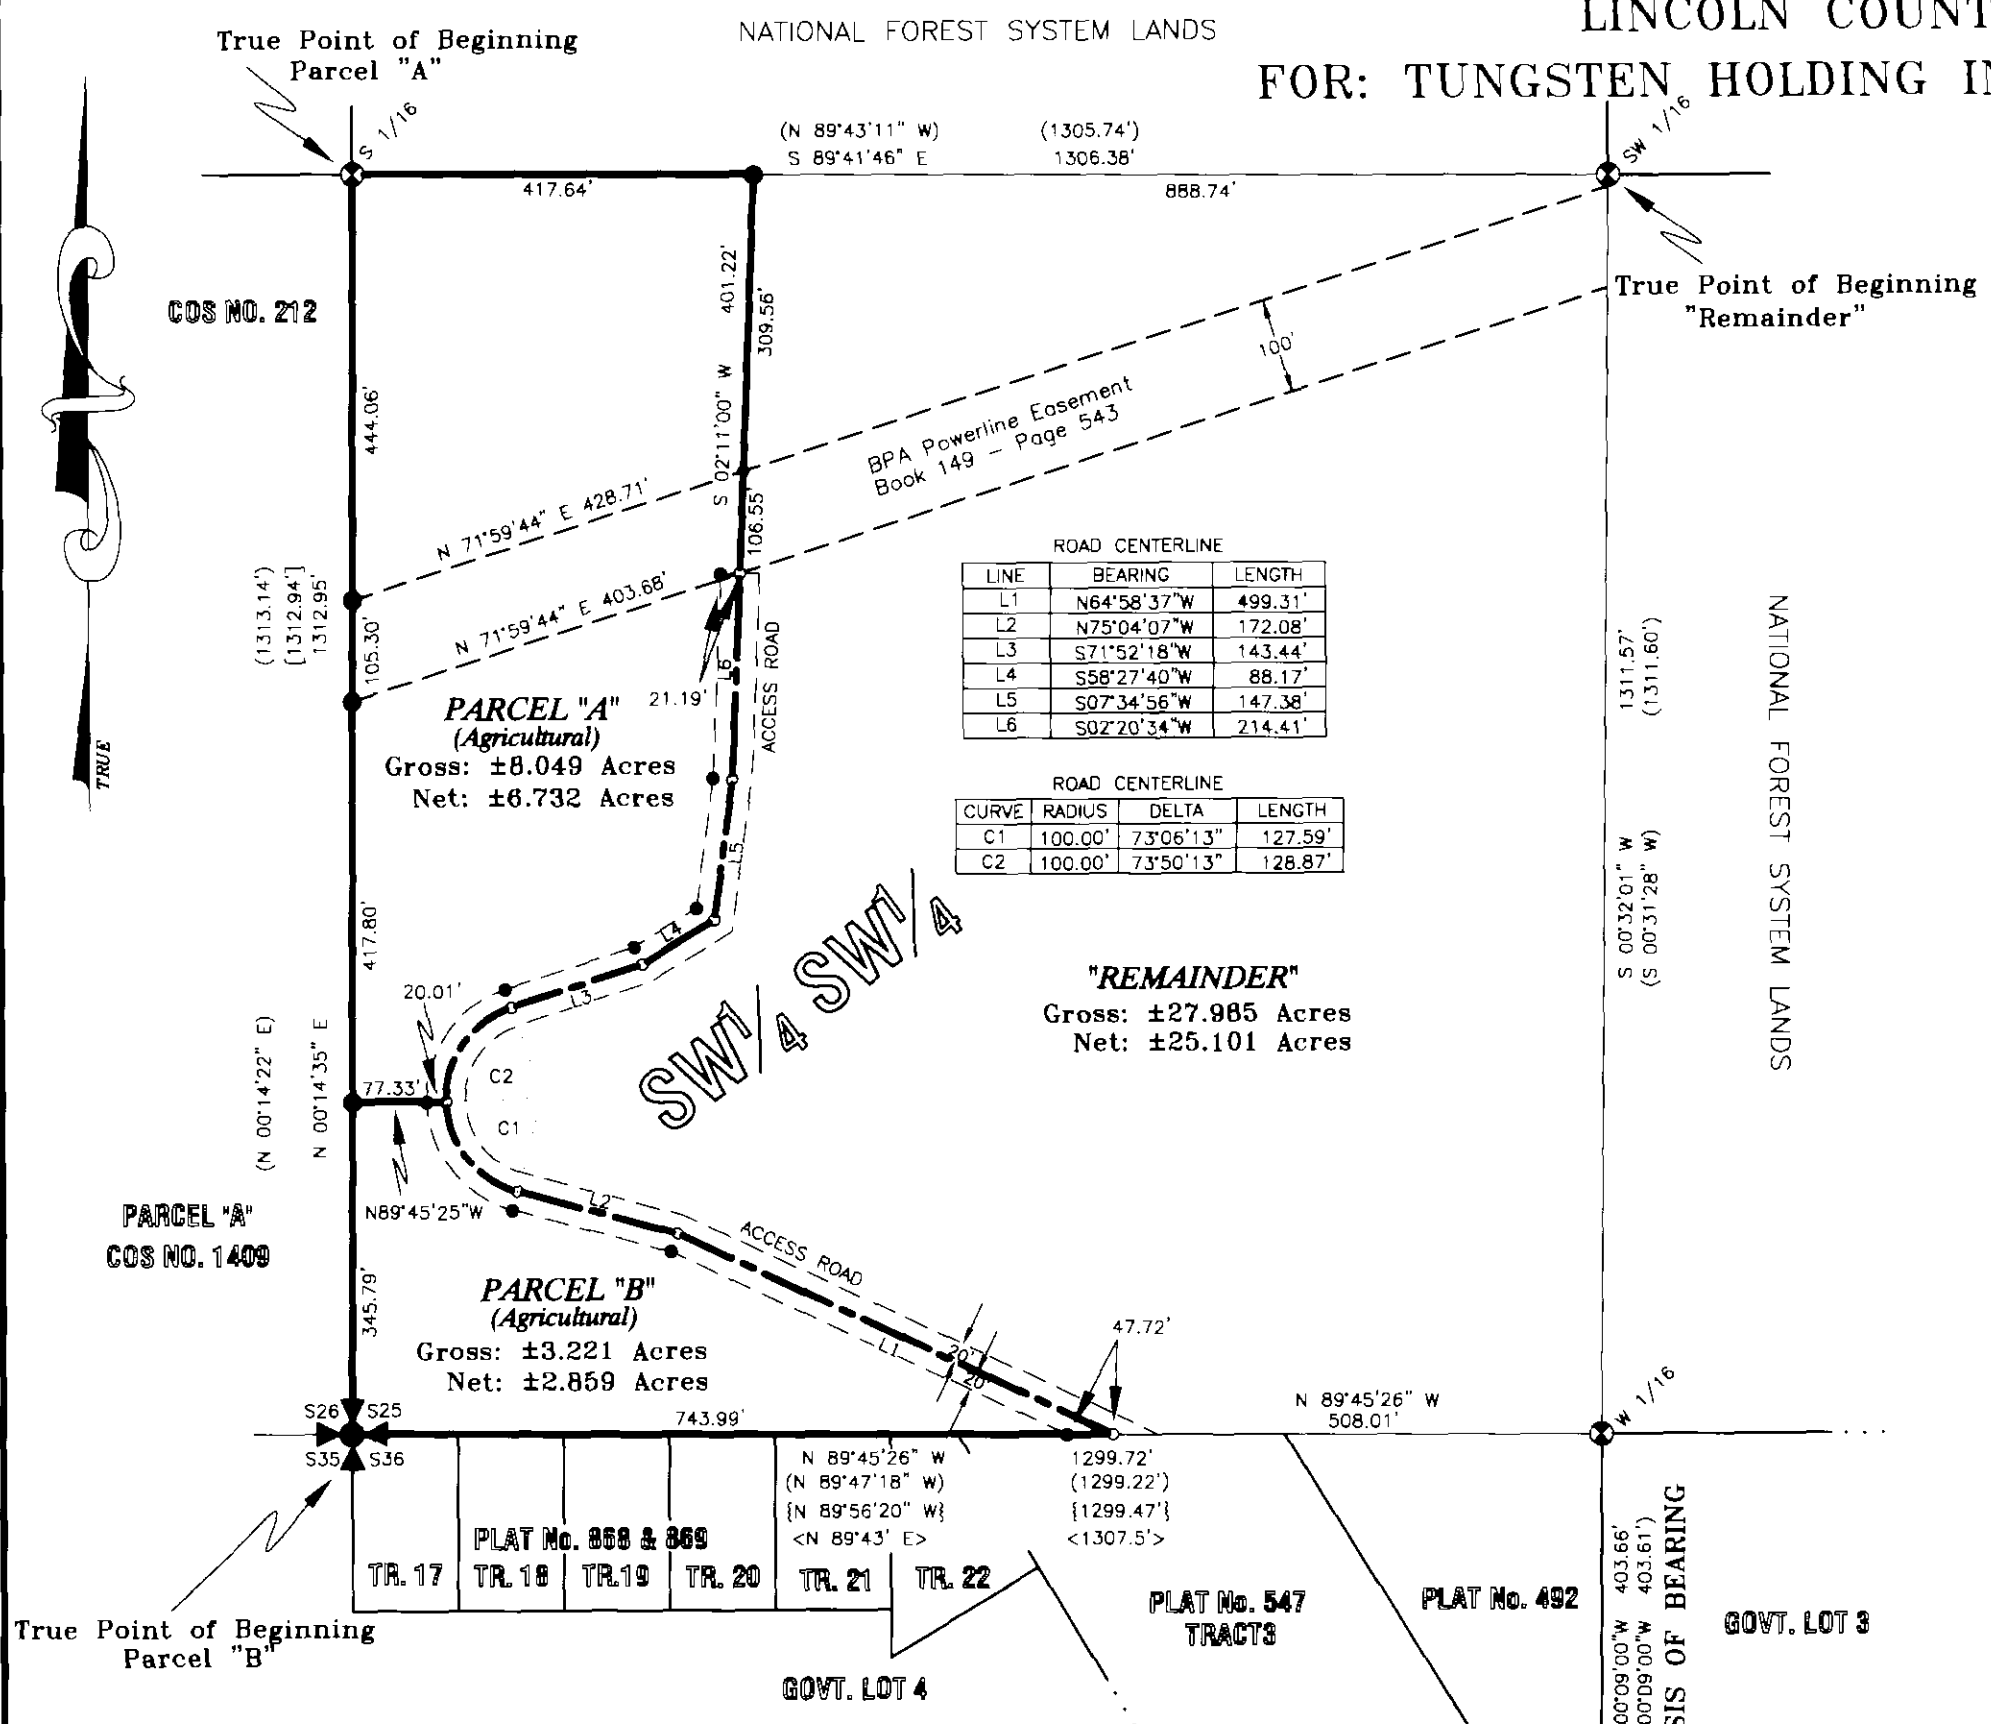 LINCOLN COUNT
FOR: TUNGSTEN HOLDING IN
NATIONAL FOREST SYSTEM LANDS
True Point of Beginning
Parcel "A"
S 1/16
(N 89°43'11" W) (1305.74')
S 89°41'46" E 1306.38'
417.64'
888.74'
SW 1/16
True Point of Beginning
"Remainder"
COS NO. 212
444.06'
S 02°11'00" W 401.22'
309.56'
100'
BPA Powerline Easement
Book 149 - Page 543
N 71°59'44" E 428.71'
106.55'
N 71°59'44" E 403.68'
105.30'
(1313.14')
[1312.94']
1312.95'
TRUE
21.19'
L6
ACCESS ROAD
PARCEL "A"
(Agricultural)
Gross: ±8.049 Acres
Net: ±6.732 Acres
ROAD CENTERLINE
LINE BEARING LENGTH
L1 N64°58'37"W 499.31'
L2 N75°04'07"W 172.08'
L3 S71°52'18"W 143.44'
L4 S58°27'40"W 88.17'
L5 S07°34'56"W 147.38'
L6 S02°20'34"W 214.41'
ROAD CENTERLINE
CURVE RADIUS DELTA LENGTH
C1 100.00' 73°06'13" 127.59'
C2 100.00' 73°50'13" 128.87'
1311.57'
(1311.60')
S 00°32'01" W
(S 00°31'28" W)
NATIONAL FOREST SYSTEM LANDS
L5
L4
L3
417.80'
SW 1/4 SW 1/4
"REMAINDER"
Gross: ±27.985 Acres
Net: ±25.101 Acres
20.01'
(N 00°14'22" E)
N 00°14'35" E
77.33'
C2
C1
N89°45'25"W
L2
PARCEL "A"
COS NO. 1409
ACCESS ROAD
345.79'
PARCEL "B"
(Agricultural)
Gross: ±3.221 Acres
Net: ±2.859 Acres
L1
20'
20'
47.72'
S26 S25
S35 S36
743.99'
N 89°45'26" W
508.01'
W 1/16
N 89°45'26" W 1299.72'
(N 89°47'18" W) (1299.22')
{N 89°56'20" W} {1299.47'}
<N 89°43' E> <1307.5'>
PLAT No. 868 & 869
TR. 17 TR. 18 TR.19 TR. 20 TR. 21 TR. 22
PLAT No. 547
TRACT3
PLAT No. 492
GOVT. LOT 3
True Point of Beginning
Parcel "B"
GOVT. LOT 4
00°09'00"W 403.66'
00°09'00"W 403.61')
SIS OF BEARING